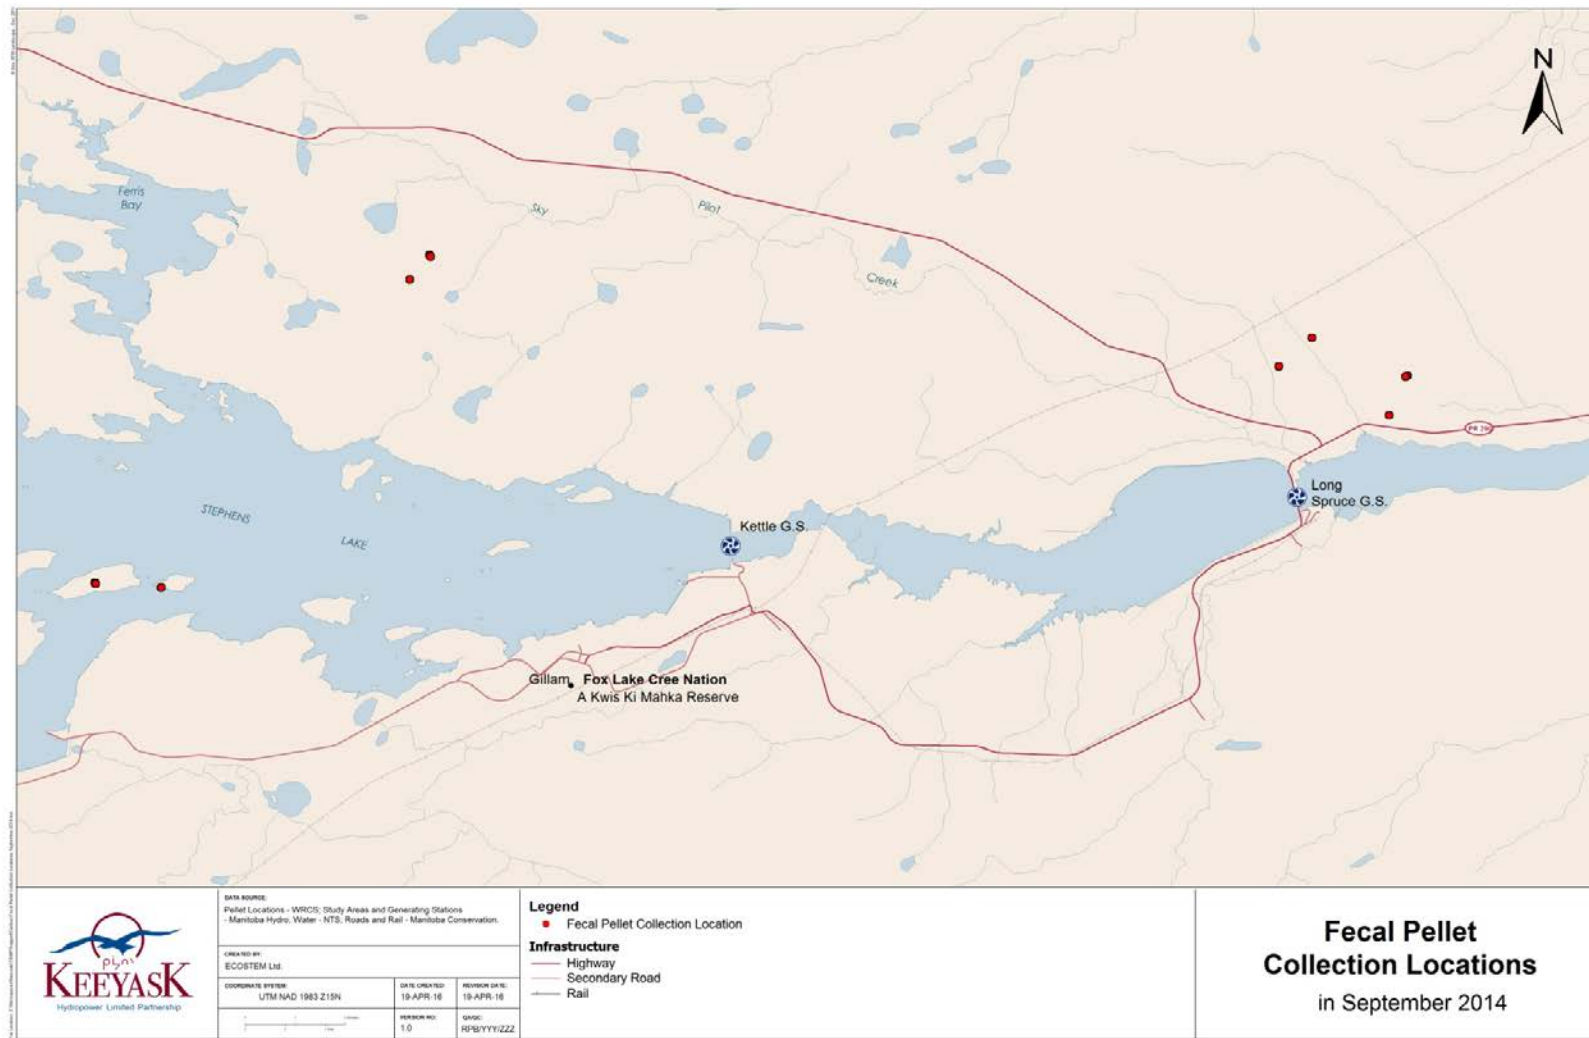 N
Ferris
Bay
Sky
Pilot
Creek
PR 290
Long
Spruce G.S.
Kettle G.S.
STEPHENS
LAKE
Gillam
Fox Lake Cree Nation
A Kwis Ki Mahka Reserve
KEEYASK
Hydropower Limited Partnership
DATA SOURCE:
Pellet Locations - WRCS; Study Areas and Generating Stations
- Manitoba Hydro, Water - NTS, Roads and Rail - Manitoba Conservation.
CREATED BY:
ECOSTEM Ltd.
COORDINATE SYSTEM:
UTM NAD 1983 Z15N
DATE CREATED:
19-APR-16
REVISION DATE:
19-APR-16
VERSION NO:
1.0
QA/QC:
RPB/YYY/ZZZ
Legend
Fecal Pellet Collection Location
Infrastructure
Highway
Secondary Road
Rail
Fecal Pellet
Collection Locations
in September 2014